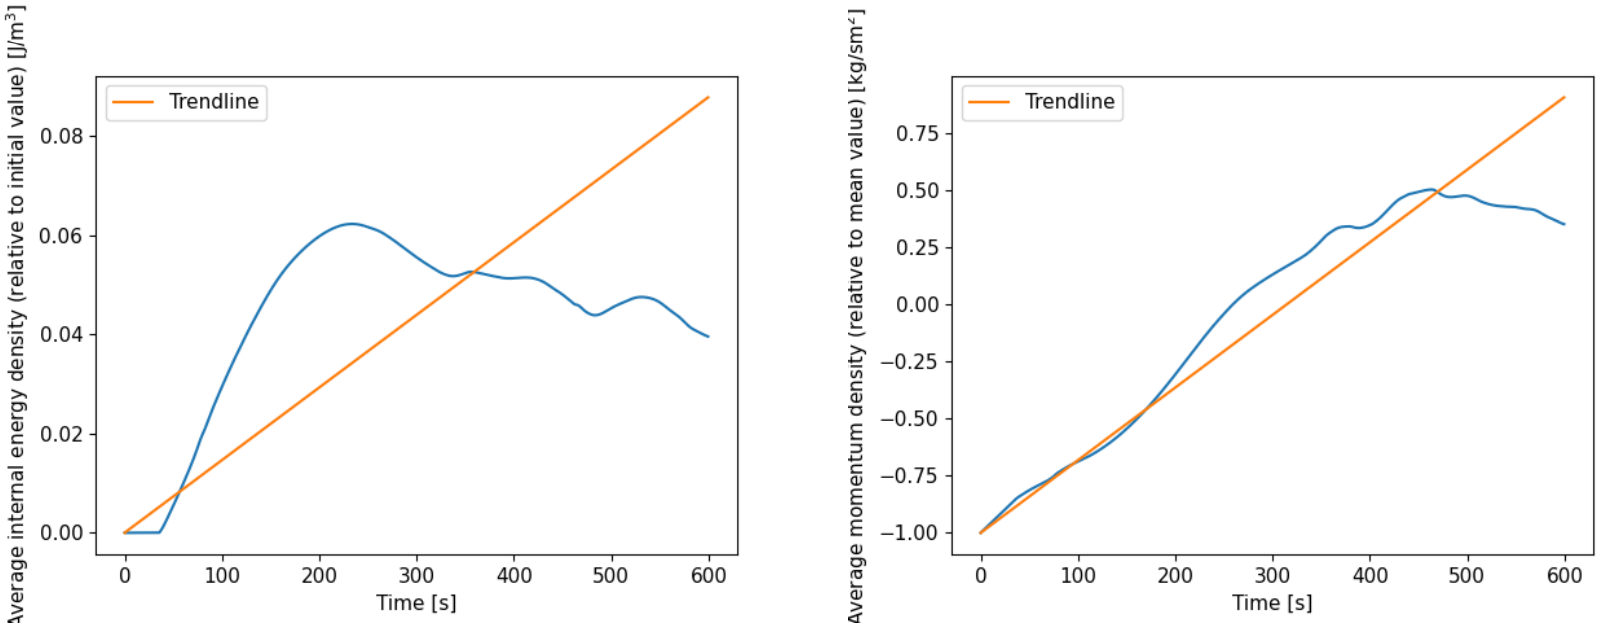 Average internal energy density (relative to initial value) [J/m³]
Trendline
0.08
0.06
0.04
0.02
0.00
0 100 200 300 400 500 600
Time [s]
Average momentum density (relative to mean value) [kg/sm²]
Trendline
0.75
0.50
0.25
0.00
−0.25
−0.50
−0.75
−1.00
0 100 200 300 400 500 600
Time [s]